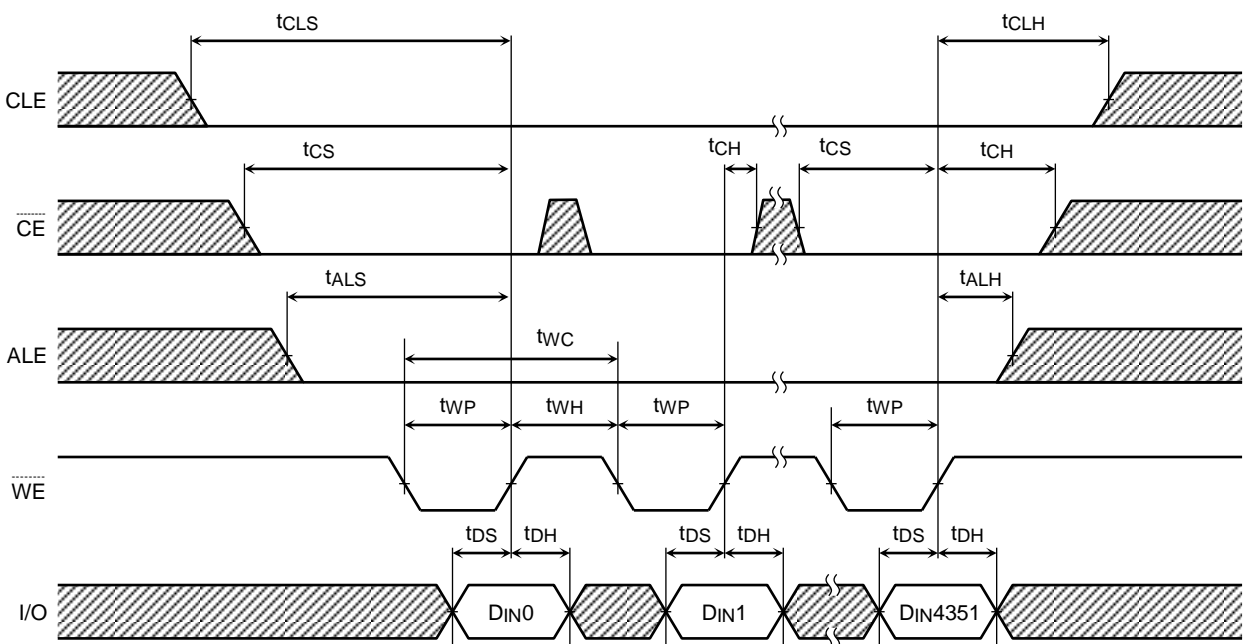 tCLS tCLH
CLE
tCS tCH tCS tCH
CE
tALS tALH
ALE
tWC
tWP tWH tWP tWP
WE
tDS tDH tDS tDH tDS tDH
I/O DIN0 DIN1 DIN4351